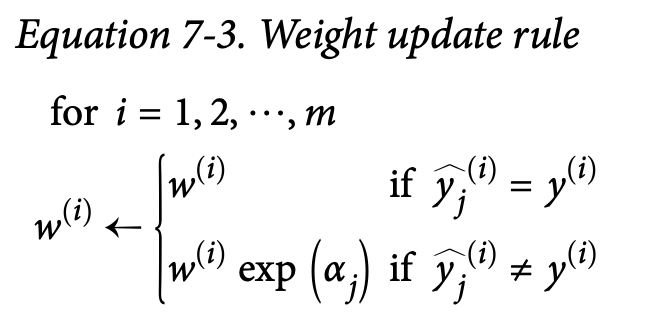 Equation 7-3. Weight update rule
for i = 1, 2, ⋯, m
w^(i) ← { w^(i) if ŷ_j^(i) = y^(i)
w^(i) exp (α_j) if ŷ_j^(i) ≠ y^(i)